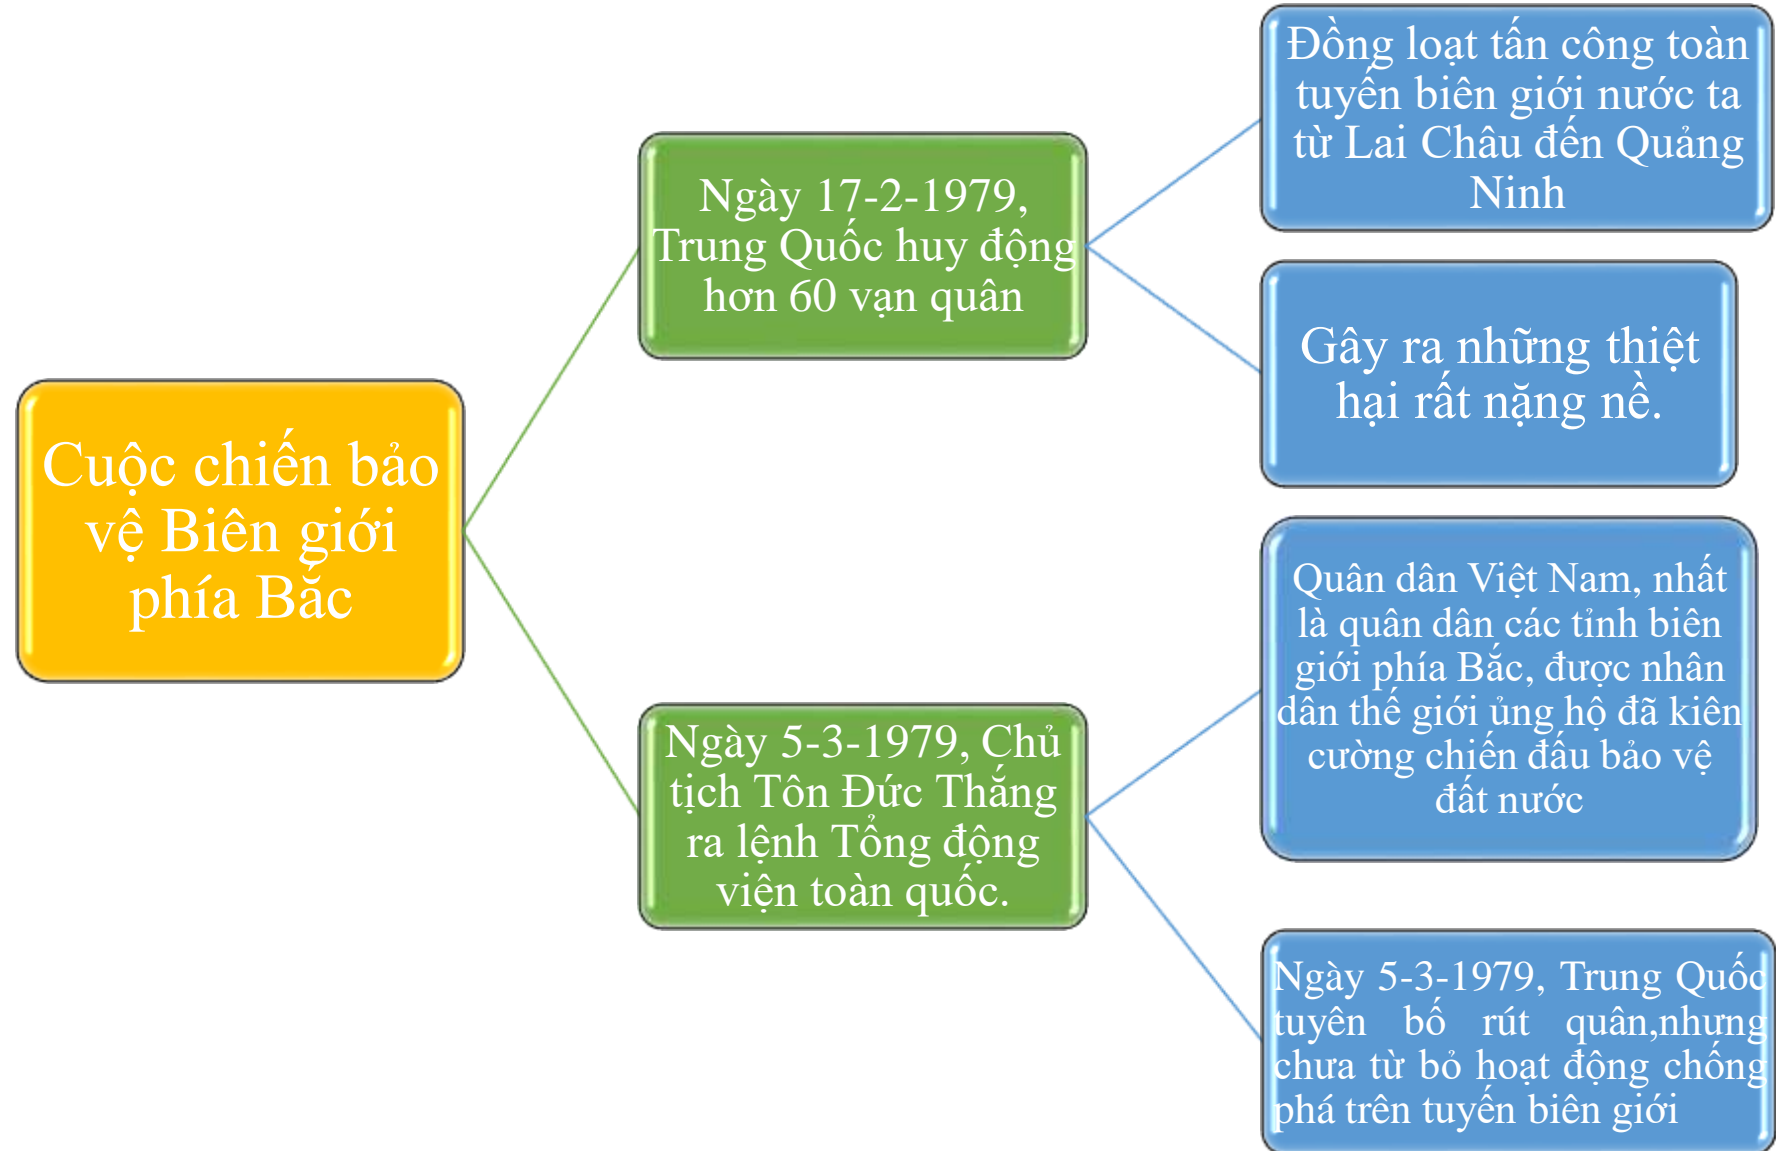 Cuộc chiến bảo
vệ Biên giới
phía Bắc
Ngày 17-2-1979,
Trung Quốc huy động
hơn 60 vạn quân
Đồng loạt tấn công toàn
tuyến biên giới nước ta
từ Lai Châu đến Quảng
Ninh
Gây ra những thiệt
hại rất nặng nề.
Ngày 5-3-1979, Chủ
tịch Tôn Đức Thắng
ra lệnh Tổng động
viện toàn quốc.
Quân dân Việt Nam, nhất
là quân dân các tỉnh biên
giới phía Bắc, được nhân
dân thế giới ủng hộ đã kiên
cường chiến đấu bảo vệ
đất nước
Ngày 5-3-1979, Trung Quốc
tuyên bố rút quân,nhưng
chưa từ bỏ hoạt động chống
phá trên tuyến biên giới